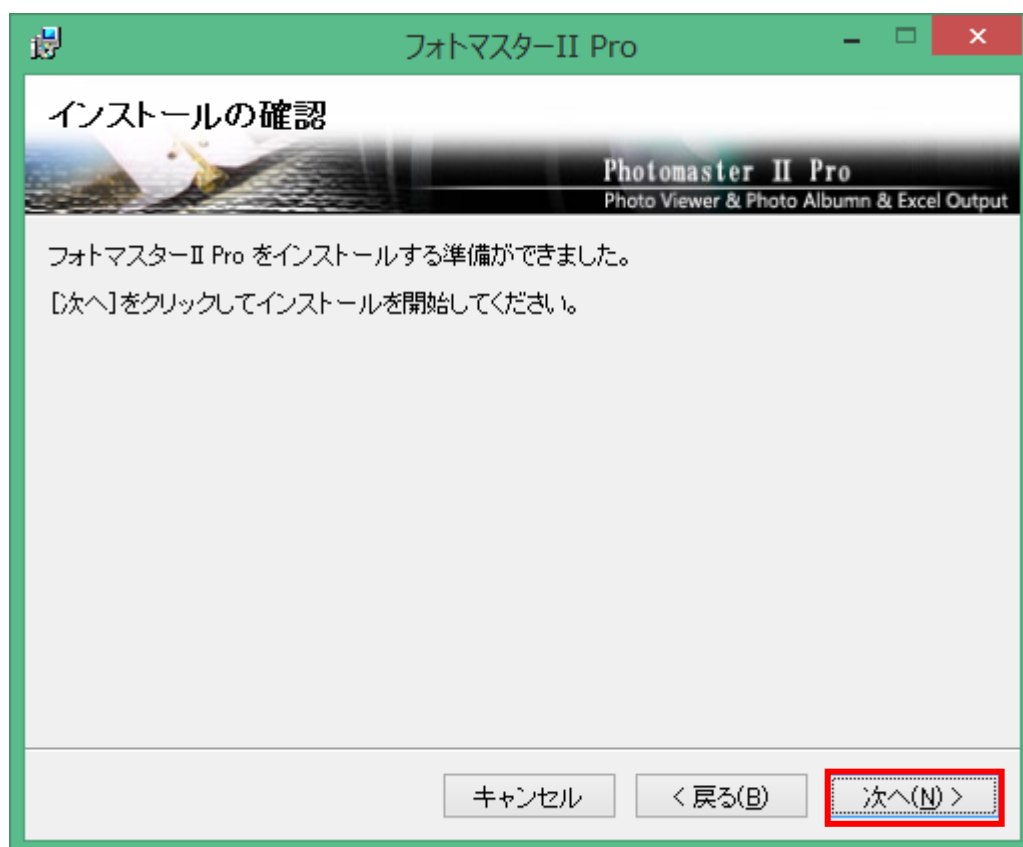 フォトマスターII Pro
インストールの確認
Photomaster II Pro
Photo Viewer & Photo Albumn & Excel Output
フォトマスターⅡ Pro をインストールする準備ができました。
[次へ]をクリックしてインストールを開始してください。
キャンセル
< 戻る(B)
次へ(N) >